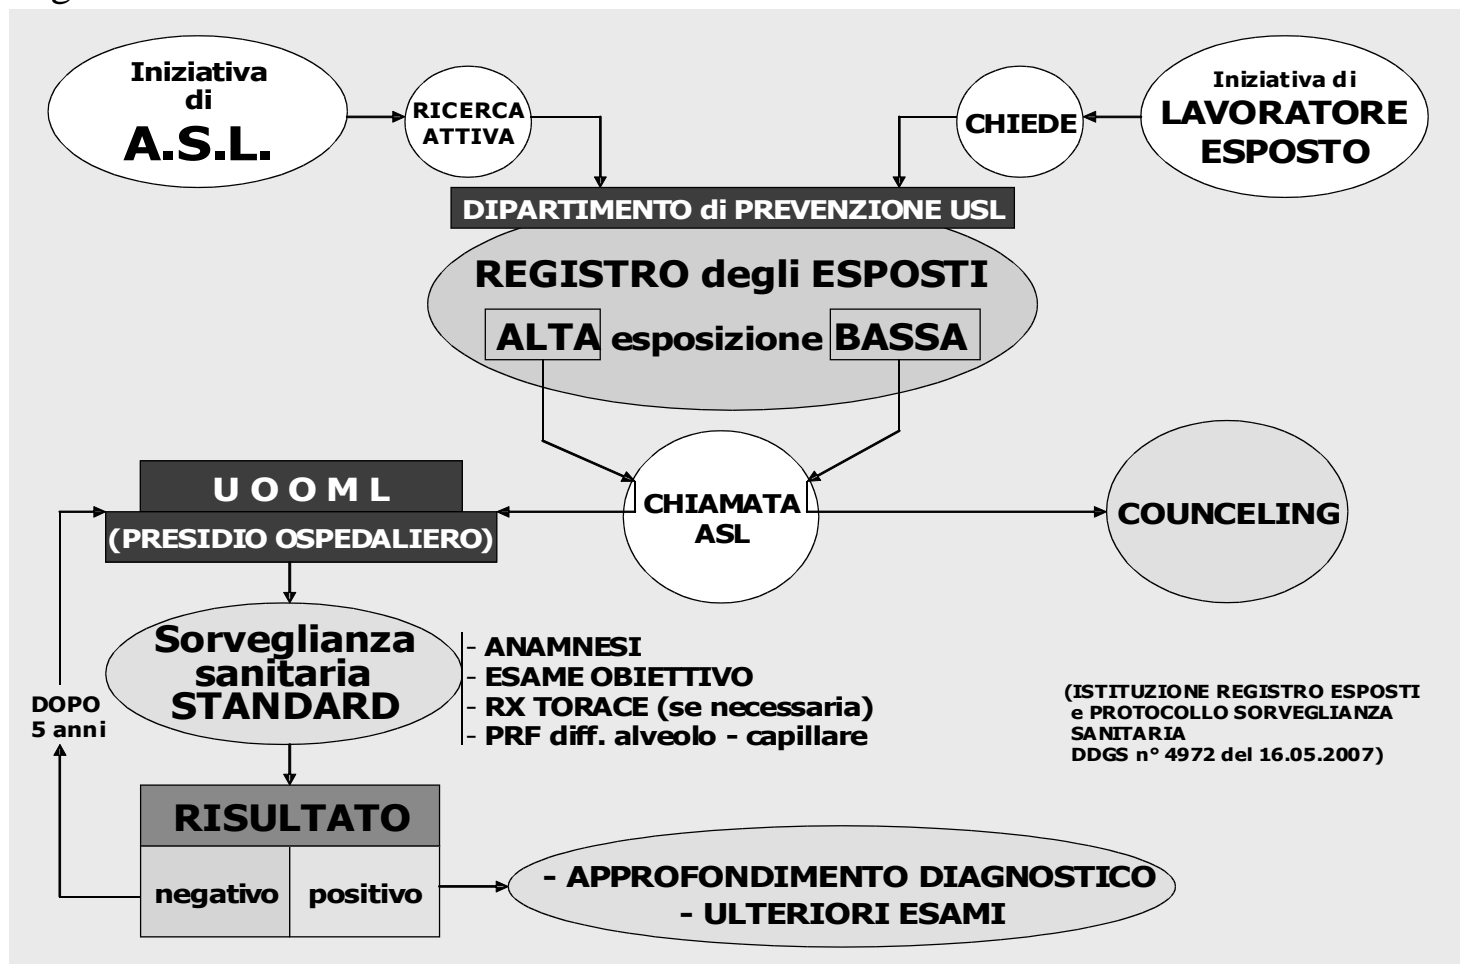 Iniziativa
di
A.S.L.
RICERCA
ATTIVA
CHIEDE
Iniziativa di
LAVORATORE
ESPOSTO
DIPARTIMENTO di PREVENZIONE USL
REGISTRO degli ESPOSTI
ALTA esposizione BASSA
UOOML
(PRESIDIO OSPEDALIERO)
CHIAMATA
ASL
COUNCELING
Sorveglianza
sanitaria
STANDARD
- ANAMNESI
- ESAME OBIETTIVO
- RX TORACE (se necessaria)
- PRF diff. alveolo - capillare
(ISTITUZIONE REGISTRO ESPOSTI
e PROTOCOLLO SORVEGLIANZA
SANITARIA
DDGS n° 4972 del 16.05.2007)
DOPO
5 anni
RISULTATO
negativo
positivo
- APPROFONDIMENTO DIAGNOSTICO
- ULTERIORI ESAMI